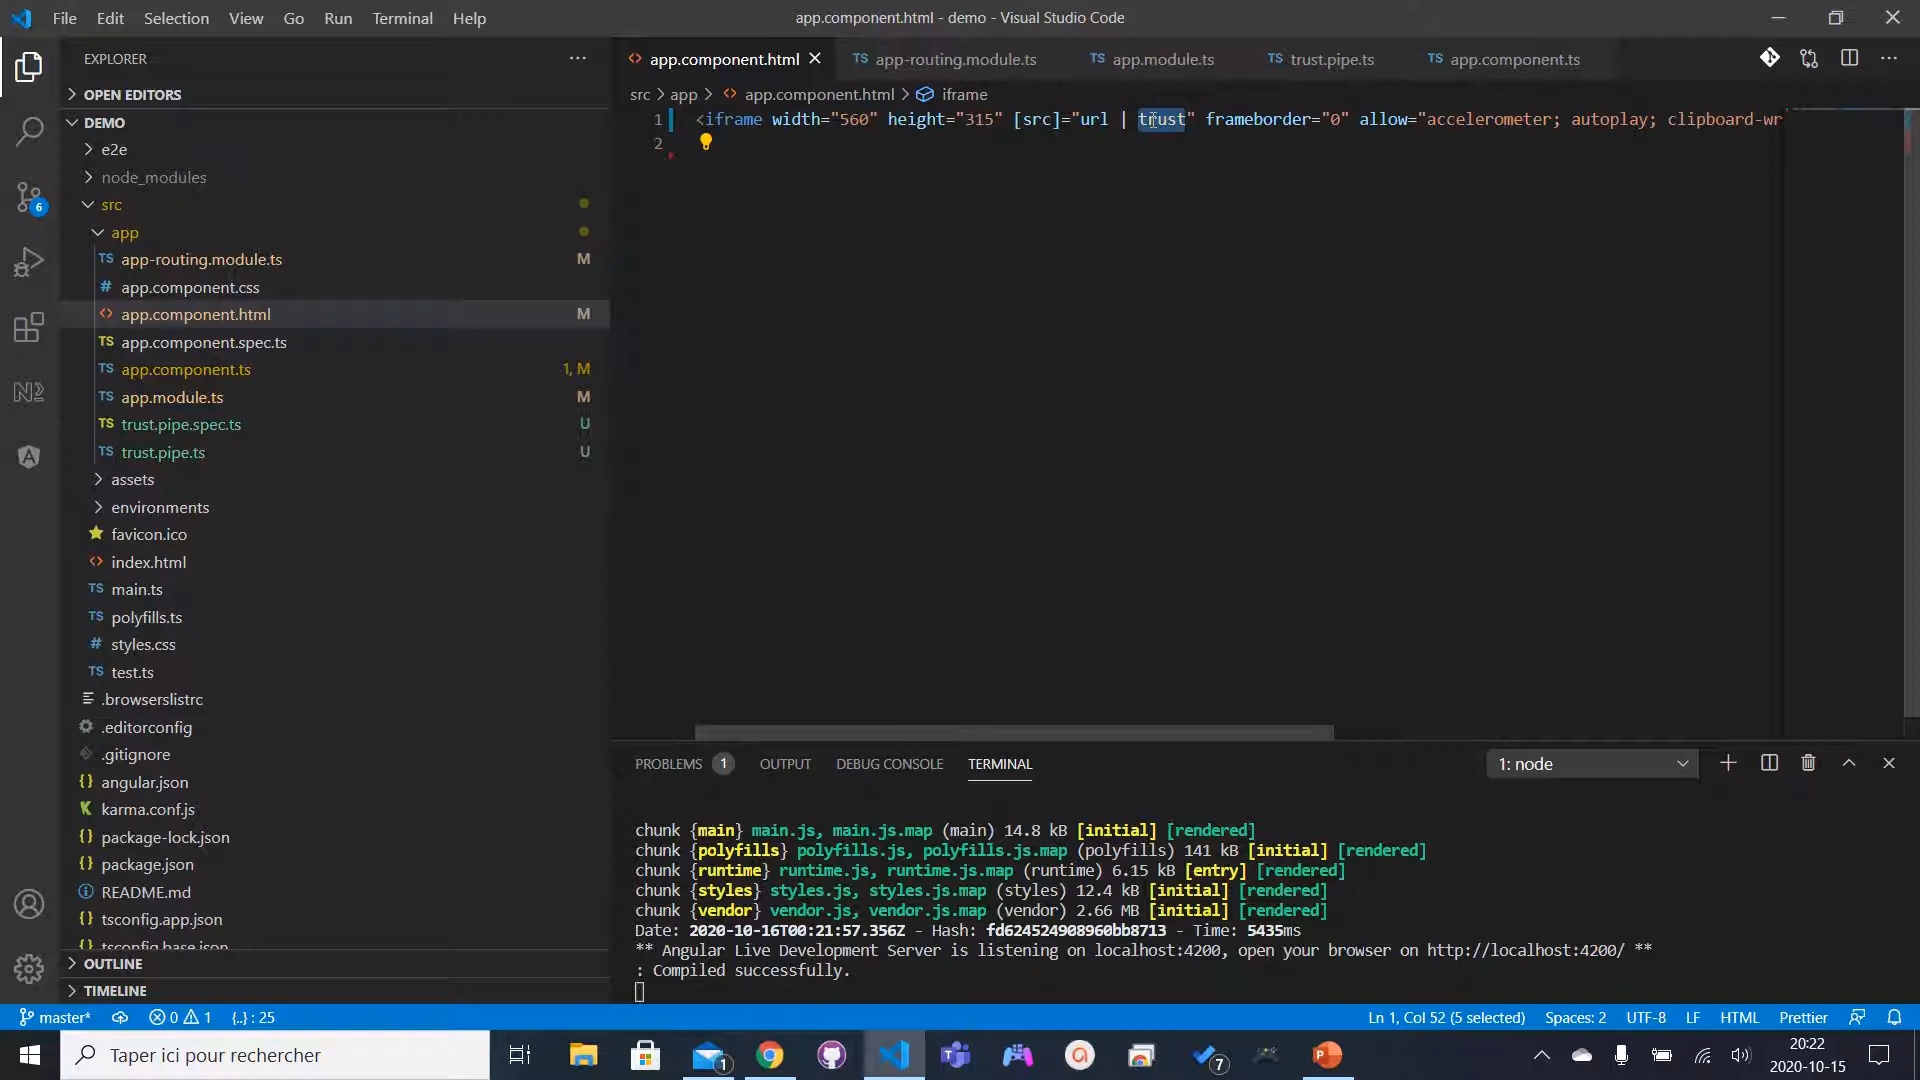 File Edit Selection View Go Run Terminal Help
app.component.html - demo - Visual Studio Code
EXPLORER
OPEN EDITORS
DEMO
e2e
node_modules
src
app
app-routing.module.ts M
app.component.css
app.component.html M
app.component.spec.ts
app.component.ts 1, M
app.module.ts M
trust.pipe.spec.ts U
trust.pipe.ts U
assets
environments
favicon.ico
index.html
main.ts
polyfills.ts
styles.css
test.ts
.browserslistrc
.editorconfig
.gitignore
angular.json
karma.conf.js
package-lock.json
package.json
README.md
tsconfig.app.json
tsconfig.base.json
OUTLINE
TIMELINE
6
app.component.html app-routing.module.ts app.module.ts trust.pipe.ts app.component.ts
src > app > app.component.html > iframe
1 <iframe width="560" height="315" [src]="url | trust" frameborder="0" allow="accelerometer; autoplay; clipboard-wr
2
PROBLEMS 1 OUTPUT DEBUG CONSOLE TERMINAL
1: node
chunk {main} main.js, main.js.map (main) 14.8 kB [initial] [rendered]
chunk {polyfills} polyfills.js, polyfills.js.map (polyfills) 141 kB [initial] [rendered]
chunk {runtime} runtime.js, runtime.js.map (runtime) 6.15 kB [entry] [rendered]
chunk {styles} styles.js, styles.js.map (styles) 12.4 kB [initial] [rendered]
chunk {vendor} vendor.js, vendor.js.map (vendor) 2.66 MB [initial] [rendered]
Date: 2020-10-16T00:21:57.356Z - Hash: fd624524908960bb8713 - Time: 5435ms
** Angular Live Development Server is listening on localhost:4200, open your browser on http://localhost:4200/ **
: Compiled successfully.
master* 0 1 {..} : 25
Ln 1, Col 52 (5 selected) Spaces: 2 UTF-8 LF HTML Prettier
Taper ici pour rechercher
1
7
20:22
2020-10-15